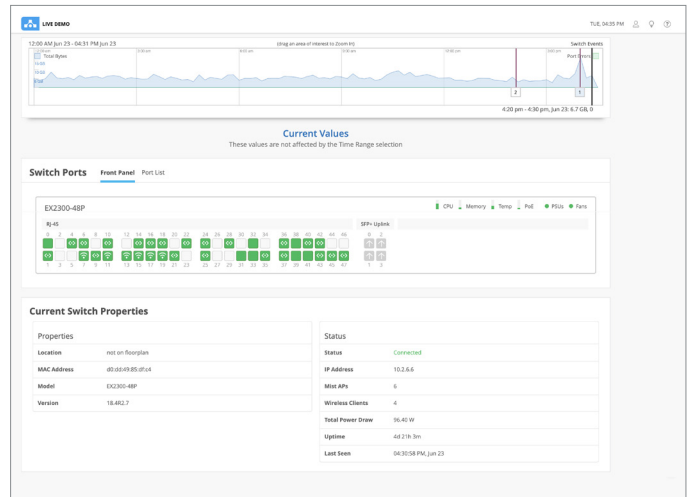 LIVE DEMO
TUE, 04:35 PM
12:00 AM Jun 23 - 04:31 PM Jun 23
(drag an area of interest to Zoom In)
Switch Events
Total Bytes
Port Errors
2
1
4:20 pm - 4:30 pm, Jun 23: 6.7 GB, 0
Current Values
These values are not affected by the Time Range selection
Switch Ports Front Panel Port List
EX2300-48P
CPU Memory Temp PoE PSUs Fans
RJ-45 SFP+ Uplink
0 2 4 6 8 10 12 14 16 18 20 22 24 26 28 30 32 34 36 38 40 42 44 46 0 2
1 3 5 7 9 11 13 15 17 19 21 23 25 27 29 31 33 35 37 39 41 43 45 47 1 3
Current Switch Properties
Properties
Location not on floorplan
MAC Address d0:dd:49:85:df:c4
Model EX2300-48P
Version 18.4R2.7
Status
Status Connected
IP Address 10.2.6.6
Mist APs 6
Wireless Clients 4
Total Power Draw 96.40 W
Uptime 4d 21h 3m
Last Seen 04:30:58 PM, Jun 23